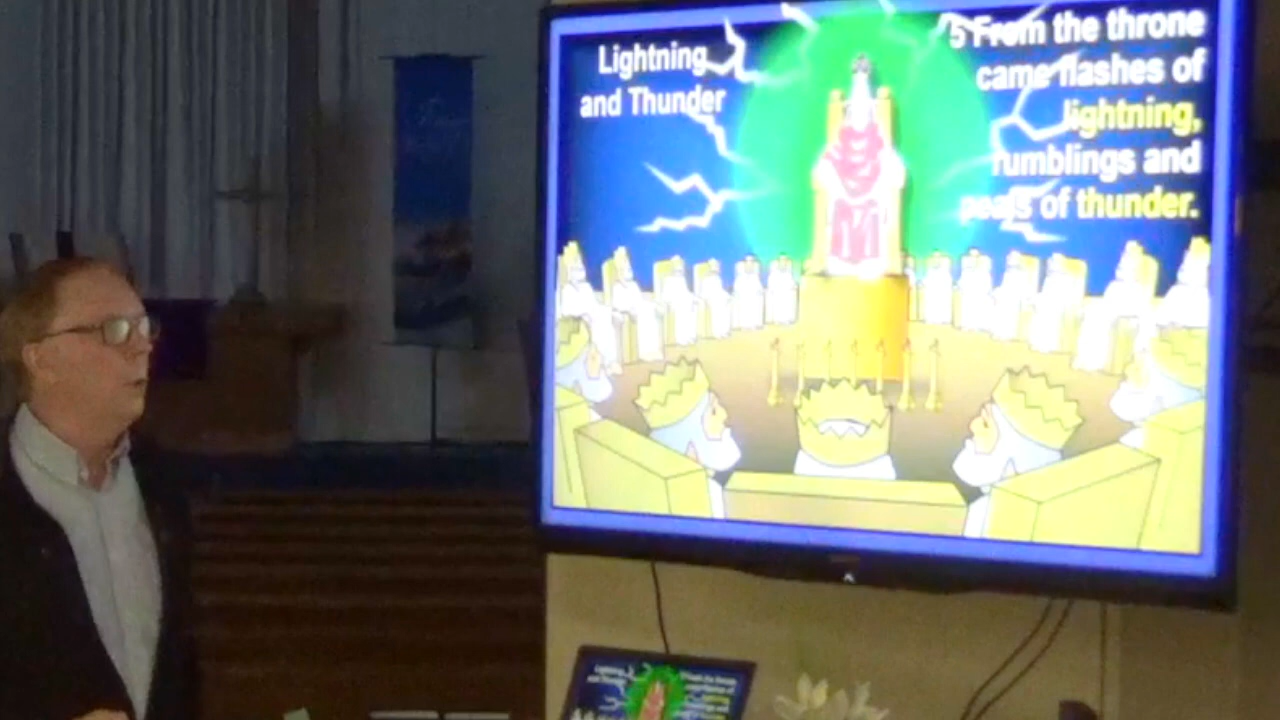 Lightning
and Thunder
5 From the throne
came flashes of
lightning,
rumblings and
peals of thunder.